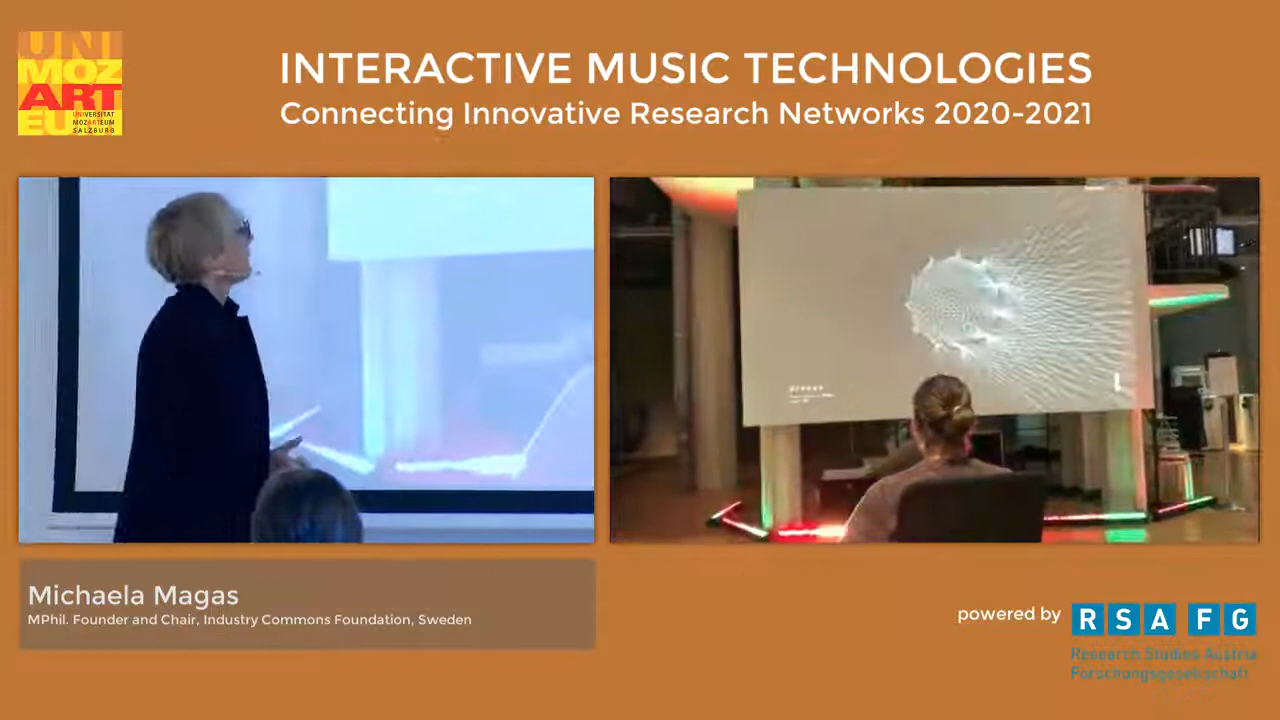 UNI
MOZ
ART
EU
UNIVERSITÄT
MOZARTEUM
SALZBURG
INTERACTIVE MUSIC TECHNOLOGIES
Connecting Innovative Research Networks 2020-2021
Michaela Magas
MPhil. Founder and Chair, Industry Commons Foundation, Sweden
powered by
RSA FG
Research Studies Austria
Forschungsgesellschaft